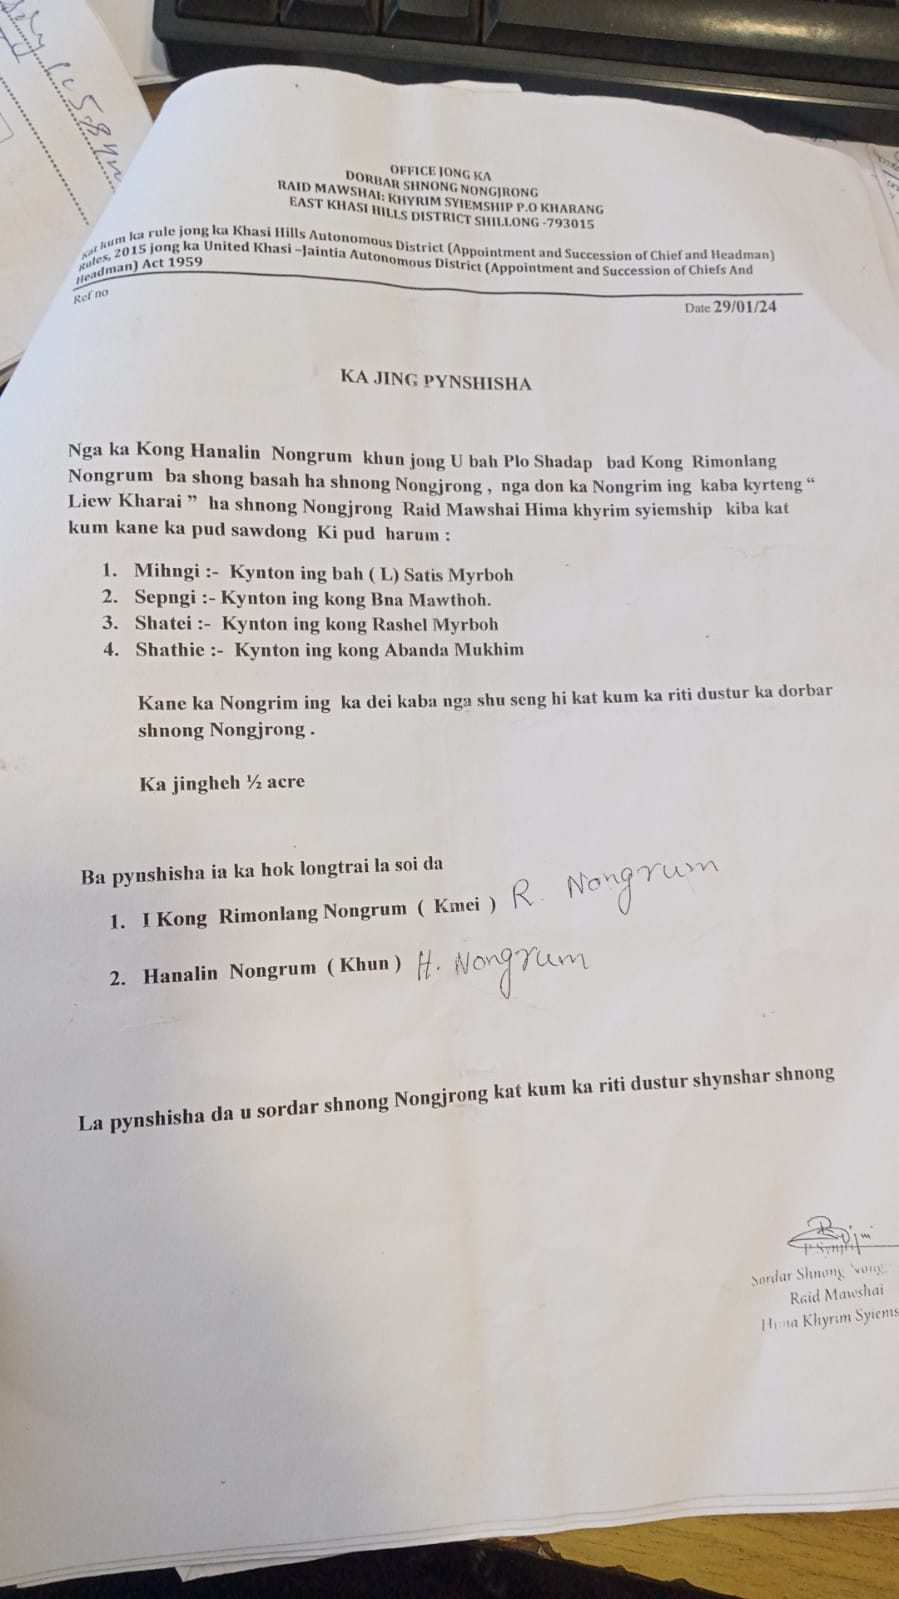 OFFICE JONG KA
DORBAR SHNONG NONGJRONG
RAID MAWSHAI: KHYRIM SYIEMSHIP P.O KHARANG
EAST KHASI HILLS DISTRICT SHILLONG -793015
Kat kum ka rule jong ka Khasi Hills Autonomous District (Appointment and Succession of Chief and Headman)
Rules, 2015 jong ka United Khasi –Jaintia Autonomous District (Appointment and Succession of Chiefs And
Headman) Act 1959
Ref no
Date 29/01/24
KA JING PYNSHISHA
Nga ka Kong Hanalin Nongrum khun jong U bah Plo Shadap bad Kong Rimonlang
Nongrum ba shong basah ha shnong Nongjrong , nga don ka Nongrim ing kaba kyrteng “
Liew Kharai ” ha shnong Nongjrong Raid Mawshai Hima khyrim syiemship kiba kat
kum kane ka pud sawdong Ki pud harum :
1. Mihngi :- Kynton ing bah ( L) Satis Myrboh
2. Sepngi :- Kynton ing kong Bna Mawthoh.
3. Shatei :- Kynton ing kong Rashel Myrboh
4. Shathie :- Kynton ing kong Abanda Mukhim
Kane ka Nongrim ing ka dei kaba nga shu seng hi kat kum ka riti dustur ka dorbar
shnong Nongjrong .
Ka jingheh ½ acre
Ba pynshisha ia ka hok longtrai la soi da
1. I Kong Rimonlang Nongrum ( Kmei ) R. Nongrum
2. Hanalin Nongrum ( Khun ) H. Nongrum
La pynshisha da u sordar shnong Nongjrong kat kum ka riti dustur shynshar shnong
Sordar Shnong
Raid Mawshai
Hima Khyrim Syiems